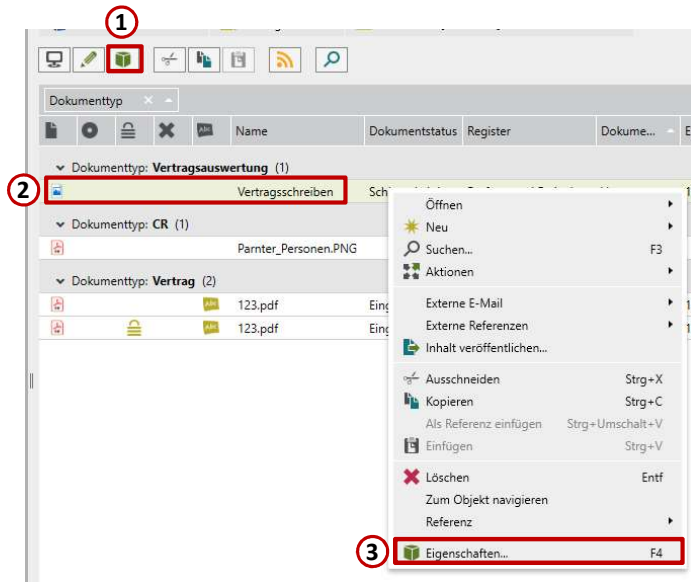 1
Dokumenttyp
Name Dokumentstatus Register Dokume... E
Dokumenttyp: Vertragsauswertung (1)
2
Vertragsschreiben
Dokumenttyp: CR (1)
Parnter_Personen.PNG
Dokumenttyp: Vertrag (2)
Abc 123.pdf
Abc 123.pdf
Öffnen
Neu
Suchen... F3
Aktionen
Externe E-Mail
Externe Referenzen
Inhalt veröffentlichen...
Ausschneiden Strg+X
Kopieren Strg+C
Als Referenz einfügen Strg+Umschalt+V
Einfügen Strg+V
Löschen Entf
Zum Objekt navigieren
Referenz
3 Eigenschaften... F4